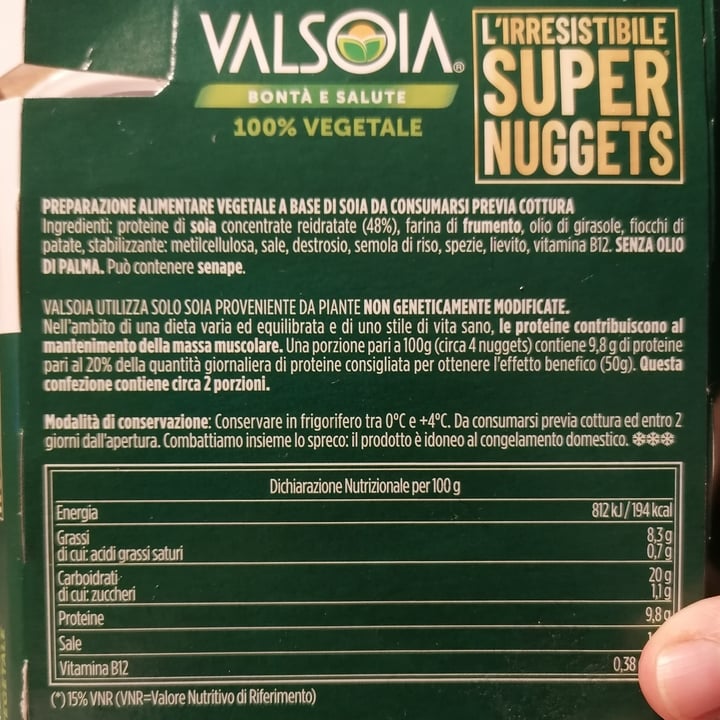 VALSOIA®
BONTÀ E SALUTE
100% VEGETALE
L'IRRESISTIBILE
SUPER
NUGGETS
PREPARAZIONE ALIMENTARE VEGETALE A BASE DI SOIA DA CONSUMARSI PREVIA COTTURA
Ingredienti: proteine di soia concentrate reidratate (48%), farina di frumento, olio di girasole, fiocchi di
patate, stabilizzante: metilcellulosa, sale, destrosio, semola di riso, spezie, lievito, vitamina B12. SENZA OLIO
DI PALMA. Può contenere senape.
VALSOIA UTILIZZA SOLO SOIA PROVENIENTE DA PIANTE NON GENETICAMENTE MODIFICATE.
Nell'ambito di una dieta varia ed equilibrata e di uno stile di vita sano, le proteine contribuiscono al
mantenimento della massa muscolare. Una porzione pari a 100g (circa 4 nuggets) contiene 9,8 g di proteine
pari al 20% della quantità giornaliera di proteine consigliata per ottenere l'effetto benefico (50g). Questa
confezione contiene circa 2 porzioni.
Modalità di conservazione: Conservare in frigorifero tra 0°C e +4°C. Da consumarsi previa cottura ed entro 2
giorni dall'apertura. Combattiamo insieme lo spreco: il prodotto è idoneo al congelamento domestico. ❄❄❄
Dichiarazione Nutrizionale per 100 g
Energia 812 kJ / 194 kcal
Grassi 8,3 g
di cui: acidi grassi saturi 0,7 g
Carboidrati 20 g
di cui: zuccheri 1,1 g
Proteine 9,8 g
Sale
Vitamina B12 0,38
(*) 15% VNR (VNR=Valore Nutritivo di Riferimento)